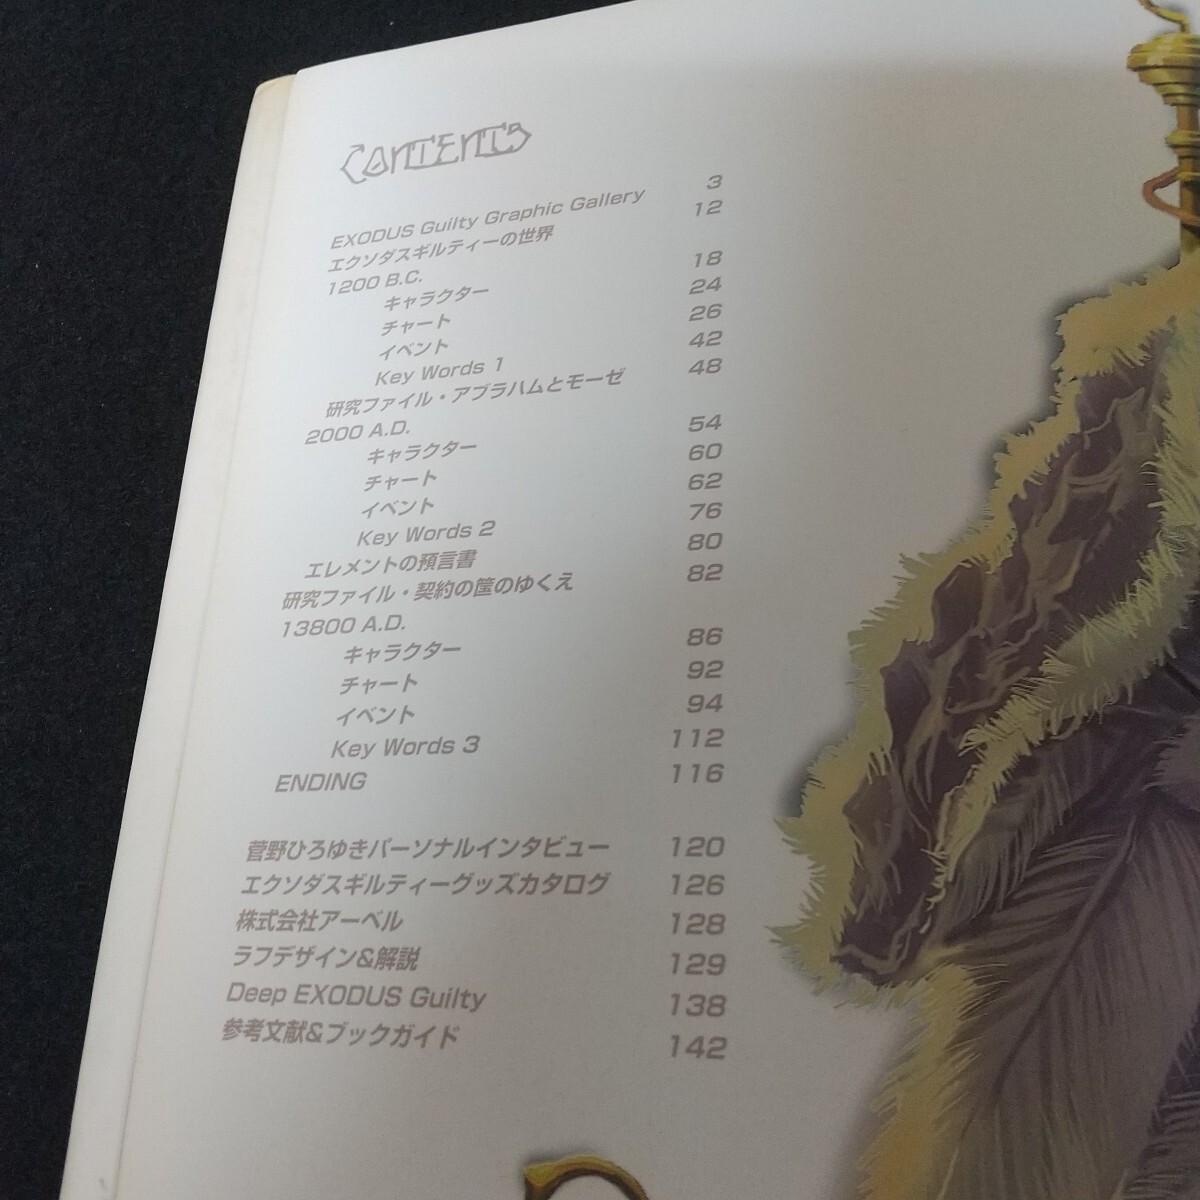 CONTENTS
EXODUS Guilty Graphic Gallery 3
エクソダスギルティーの世界 12
1200 B.C.
キャラクター 18
チャート 24
イベント 26
Key Words 1 42
研究ファイル・アブラハムとモーゼ 48
2000 A.D.
キャラクター 54
チャート 60
イベント 62
Key Words 2 76
エレメントの預言書 80
研究ファイル・契約の筐のゆくえ 82
13800 A.D.
キャラクター 86
チャート 92
イベント 94
Key Words 3 112
ENDING 116
菅野ひろゆきパーソナルインタビュー 120
エクソダスギルティーグッズカタログ 126
株式会社アーベル 128
ラフデザイン&解説 129
Deep EXODUS Guilty 138
参考文献&ブックガイド 142